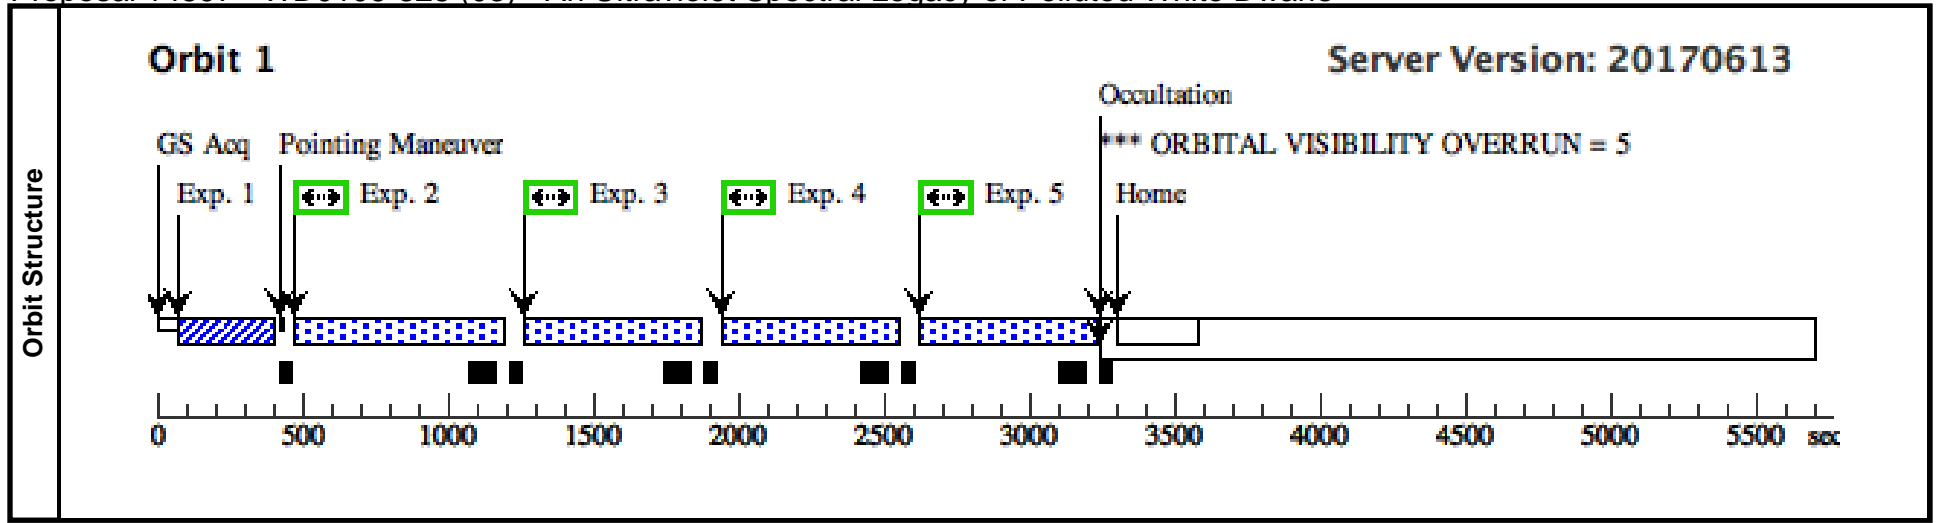 Orbit Structure
Orbit 1
Server Version: 20170613
Occultation
GS Acq
Pointing Maneuver
*** ORBITAL VISIBILITY OVERRUN = 5
Exp. 1
Exp. 2
Exp. 3
Exp. 4
Exp. 5
Home
0 500 1000 1500 2000 2500 3000 3500 4000 4500 5000 5500 sec